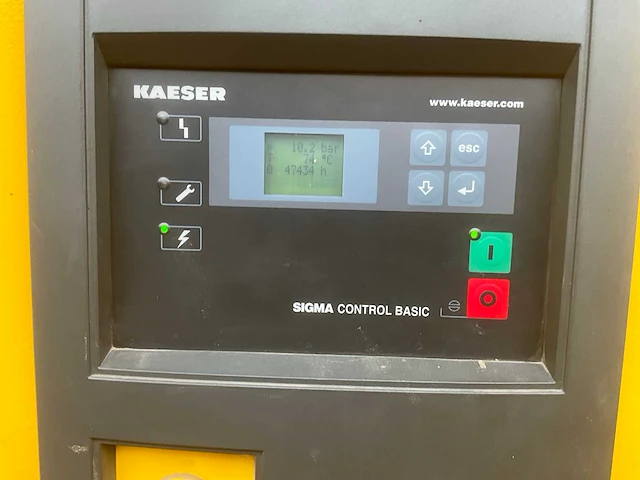 KAESER
www.kaeser.com
10.2 bar
°C
47434 h
esc
SIGMA CONTROL BASIC